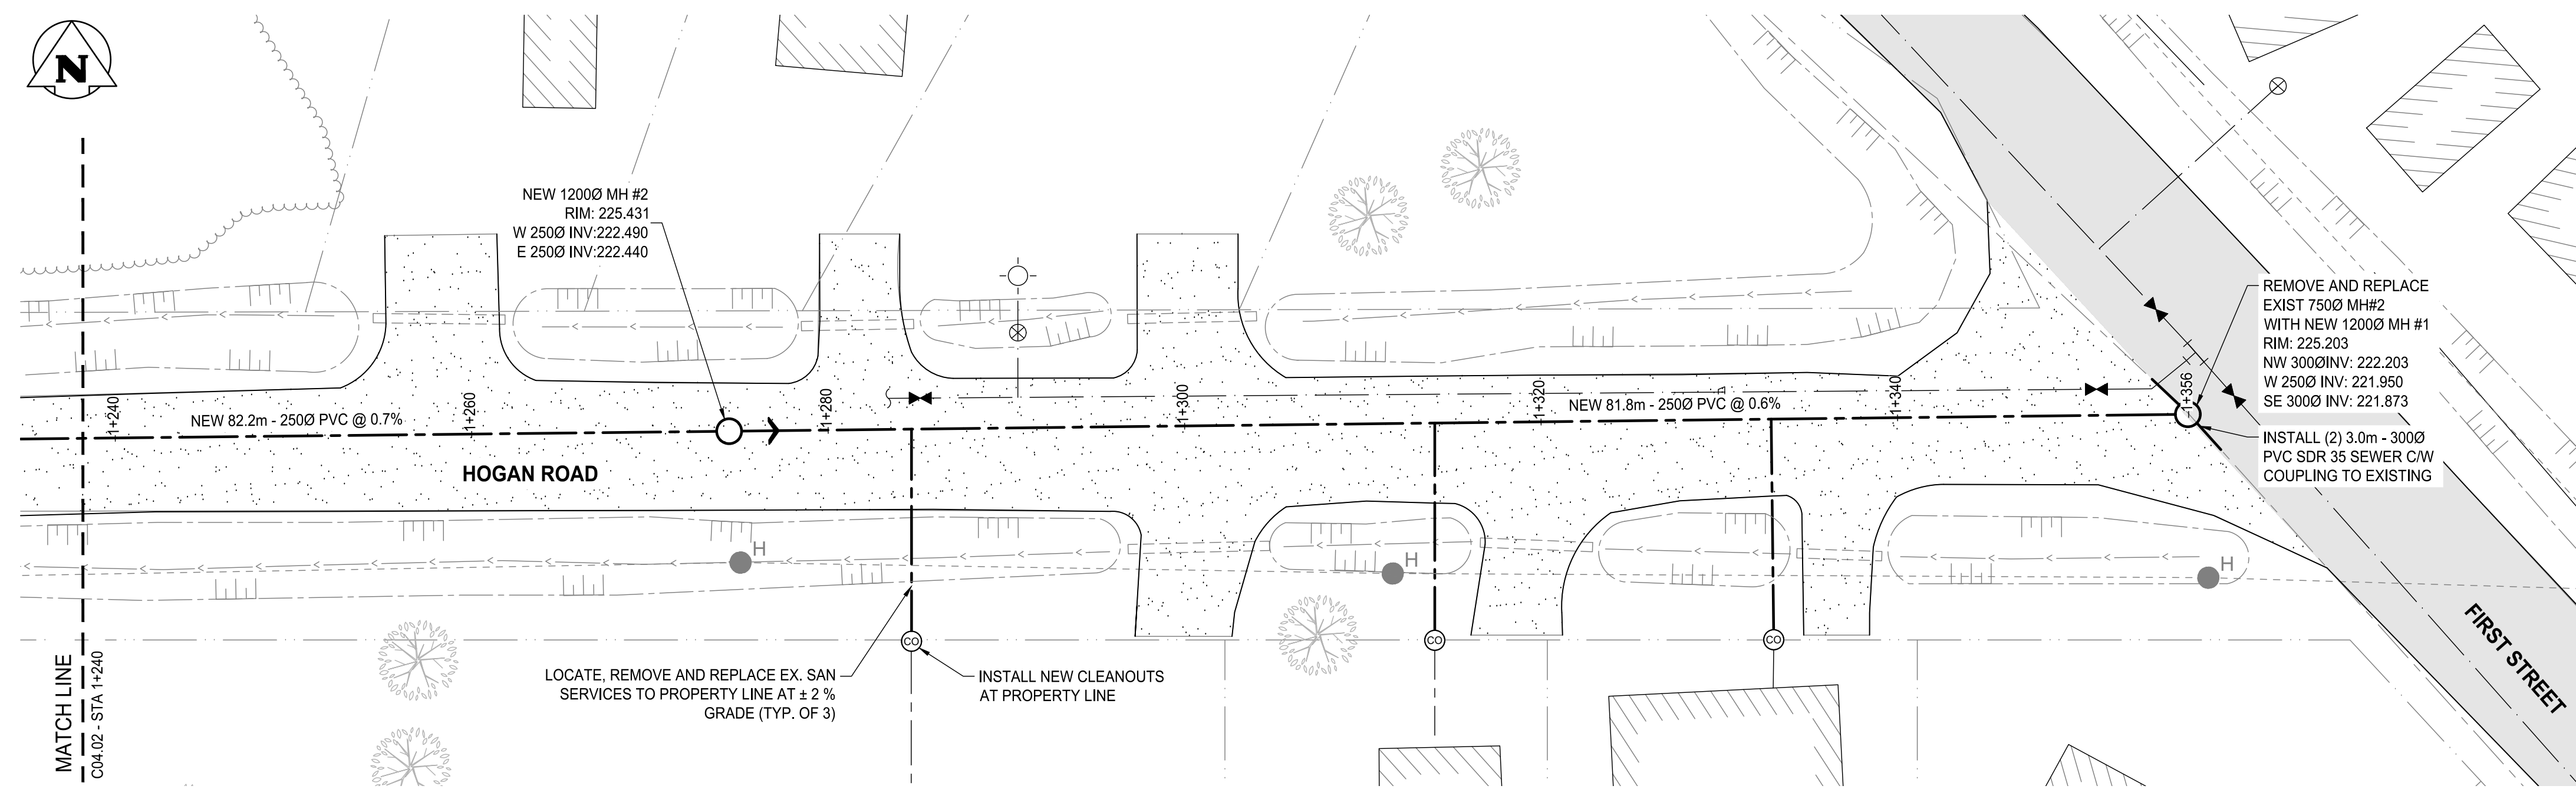 N
NEW 1200Ø MH #2
RIM: 225.431
W 250Ø INV:222.490
E 250Ø INV:222.440
REMOVE AND REPLACE
EXIST 750Ø MH#2
WITH NEW 1200Ø MH #1
RIM: 225.203
NW 300ØINV: 222.203
W 250Ø INV: 221.950
SE 300Ø INV: 221.873
1+240
1+260
1+280
1+300
1+320
1+340
1+356
NEW 82.2m - 250Ø PVC @ 0.7%
NEW 81.8m - 250Ø PVC @ 0.6%
INSTALL (2) 3.0m - 300Ø
PVC SDR 35 SEWER C/W
COUPLING TO EXISTING
HOGAN ROAD
H
H
H
CO
CO
CO
LOCATE, REMOVE AND REPLACE EX. SAN
SERVICES TO PROPERTY LINE AT ± 2 %
GRADE (TYP. OF 3)
INSTALL NEW CLEANOUTS
AT PROPERTY LINE
MATCH LINE
C04.02 - STA 1+240
FIRST STREET